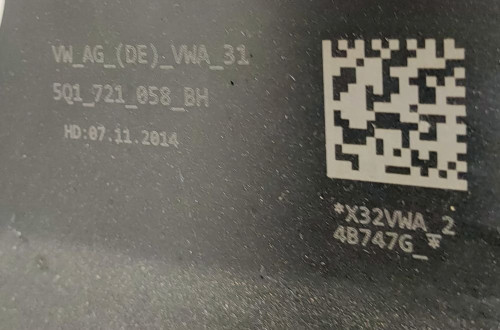 VW_AG_(DE)_VWA_31
5Q1_721_058_BH
HD:07.11.2014
*X32VWA_2
4B747G_*